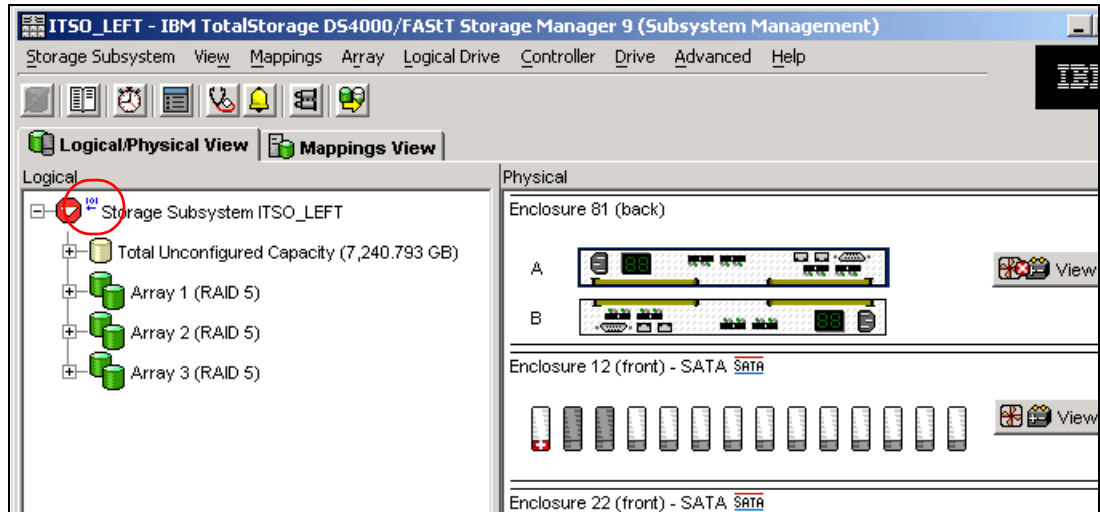 ITSO_LEFT - IBM TotalStorage DS4000/FAStT Storage Manager 9 (Subsystem Management)
Storage Subsystem View Mappings Array Logical Drive Controller Drive Advanced Help
IBM
Logical/Physical View Mappings View
Logical
Physical
Storage Subsystem ITSO_LEFT
Total Unconfigured Capacity (7,240.793 GB)
Array 1 (RAID 5)
Array 2 (RAID 5)
Array 3 (RAID 5)
Enclosure 81 (back)
A
88
View
B
88
Enclosure 12 (front) - SATA SATA
View
Enclosure 22 (front) - SATA SATA